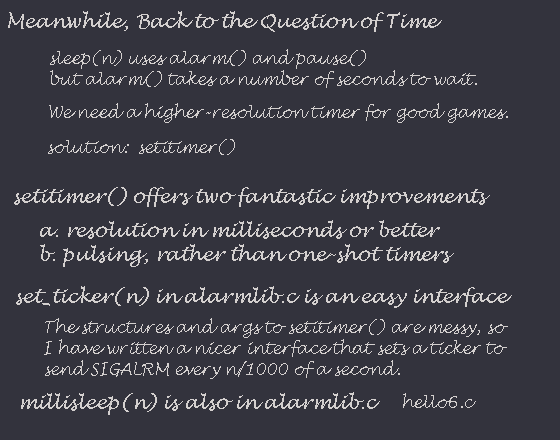 Meanwhile, Back to the Question of Time
sleep(n) uses alarm() and pause()
but alarm() takes a number of seconds to wait.
We need a higher-resolution timer for good games.
solution: setitimer()
setitimer() offers two fantastic improvements
a. resolution in milliseconds or better
b. pulsing, rather than one-shot timers
set_ticker(n) in alarmlib.c is an easy interface
The structures and args to setitimer() are messy, so
I have written a nicer interface that sets a ticker to
send SIGALRM every n/1000 of a second.
millisleep(n) is also in alarmlib.c hello6.c